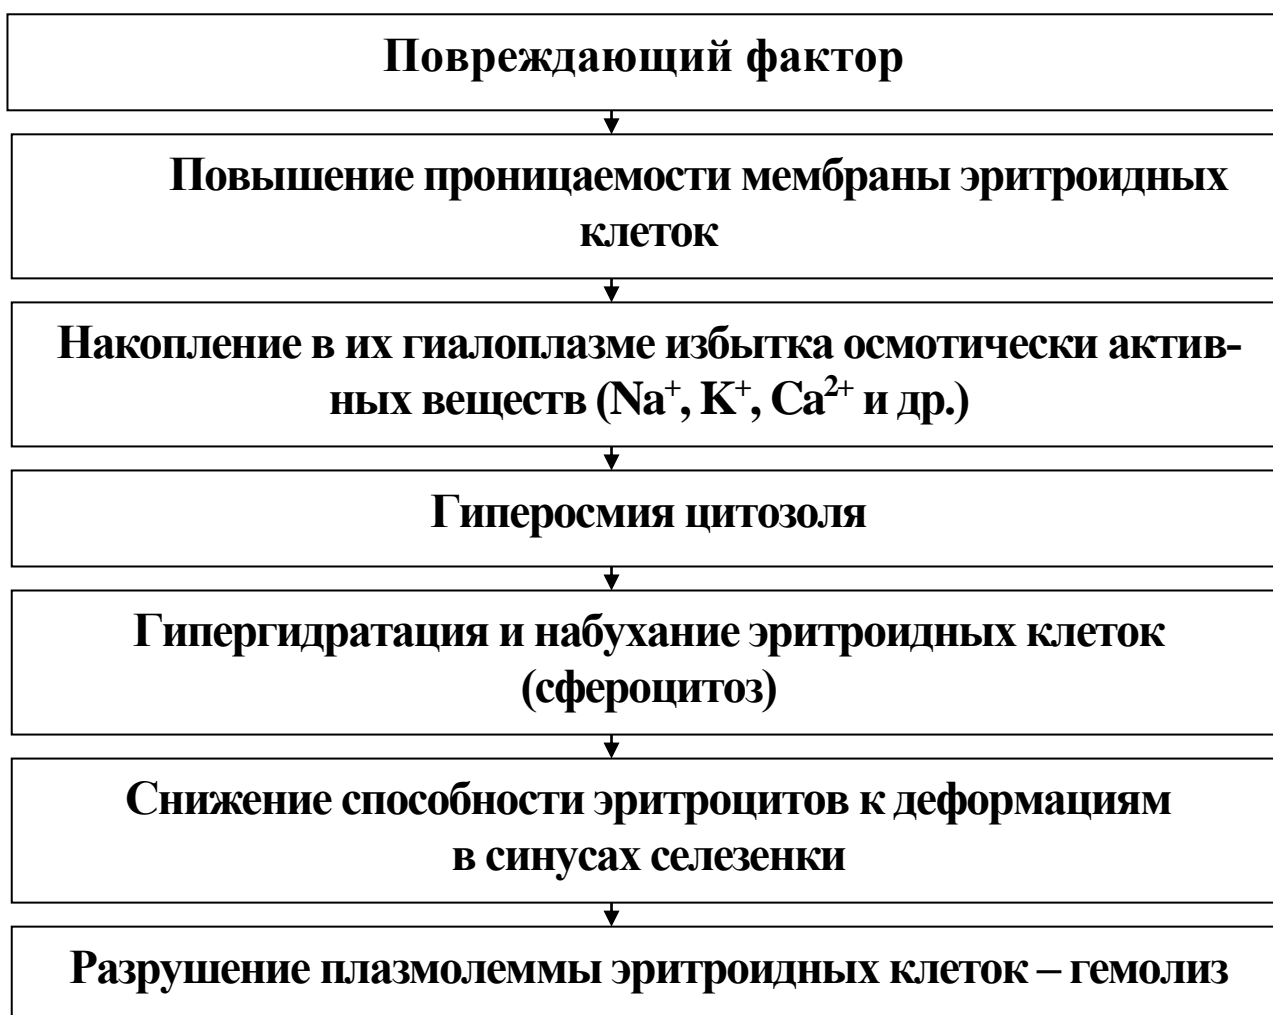 Повреждающий фактор
Повышение проницаемости мембраны эритроидных
клеток
Накопление в их гиалоплазме избытка осмотически актив-
ных веществ (Na⁺, K⁺, Ca²⁺ и др.)
Гиперосмия цитозоля
Гипергидратация и набухание эритроидных клеток
(сфероцитоз)
Снижение способности эритроцитов к деформациям
в синусах селезенки
Разрушение плазмолеммы эритроидных клеток – гемолиз